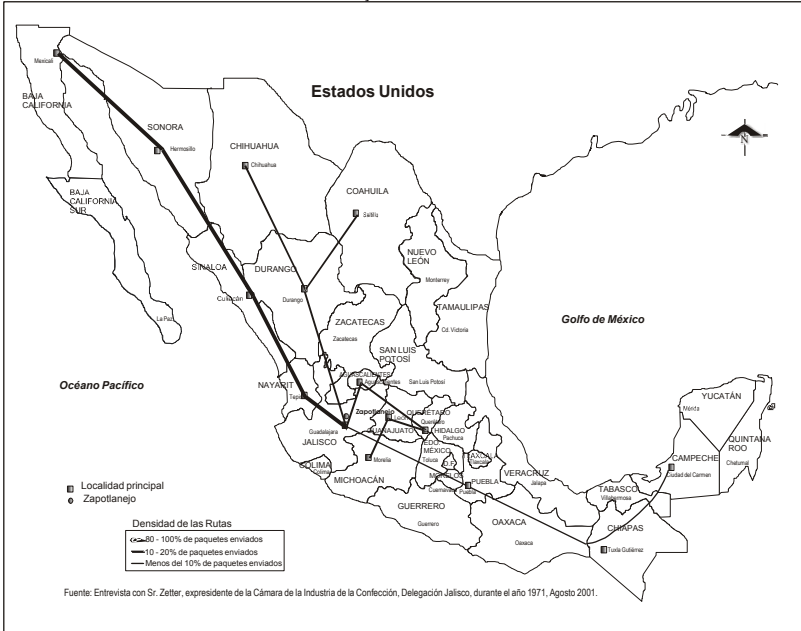 Mexicali
Estados Unidos
BAJA
CALIFORNIA
SONORA
Hermosillo
CHIHUAHUA
Chihuahua
N
COAHUILA
Saltillo
BAJA
CALIFORNIA
SUR
NUEVO
LEÓN
Monterrey
SINALOA
Culiacán
DURANGO
Durango
TAMAULIPAS
Cd. Victoria
Golfo de México
La Paz
ZACATECAS
Zacatecas
SAN LUIS
POTOSÍ
San Luis Potosí
AGUASCALIENTES
Aguascalientes
Océano Pacífico
NAYARIT
Tepic
Zapotlanejo
León
GUANAJUATO
QUERÉTARO
Querétaro
HIDALGO
Pachuca
Guadalajara
JALISCO
YUCATÁN
Mérida
QUINTANA
ROO
Chetumal
CAMPECHE
Ciudad del Carmen
COLIMA
Colima
Morelia
MICHOACÁN
EDO.
MÉXICO
Toluca
D.F.
TAXCALA
Tlaxcala
MORELOS
Cuernavaca
PUEBLA
Puebla
VERACRUZ
Jalapa
TABASCO
Villahermosa
GUERRERO
Guerrero
OAXACA
Oaxaca
CHIAPAS
Tuxla Gutiérrez
Localidad principal
Zapotlanejo
Densidad de las Rutas
80 - 100% de paquetes enviados
10 - 20% de paquetes enviados
Menos del 10% de paquetes enviados
Fuente: Entrevista con Sr. Zetter, expresidente de la Cámara de la Industria de la Confección, Delegación Jalisco, durante el año 1971, Agosto 2001.